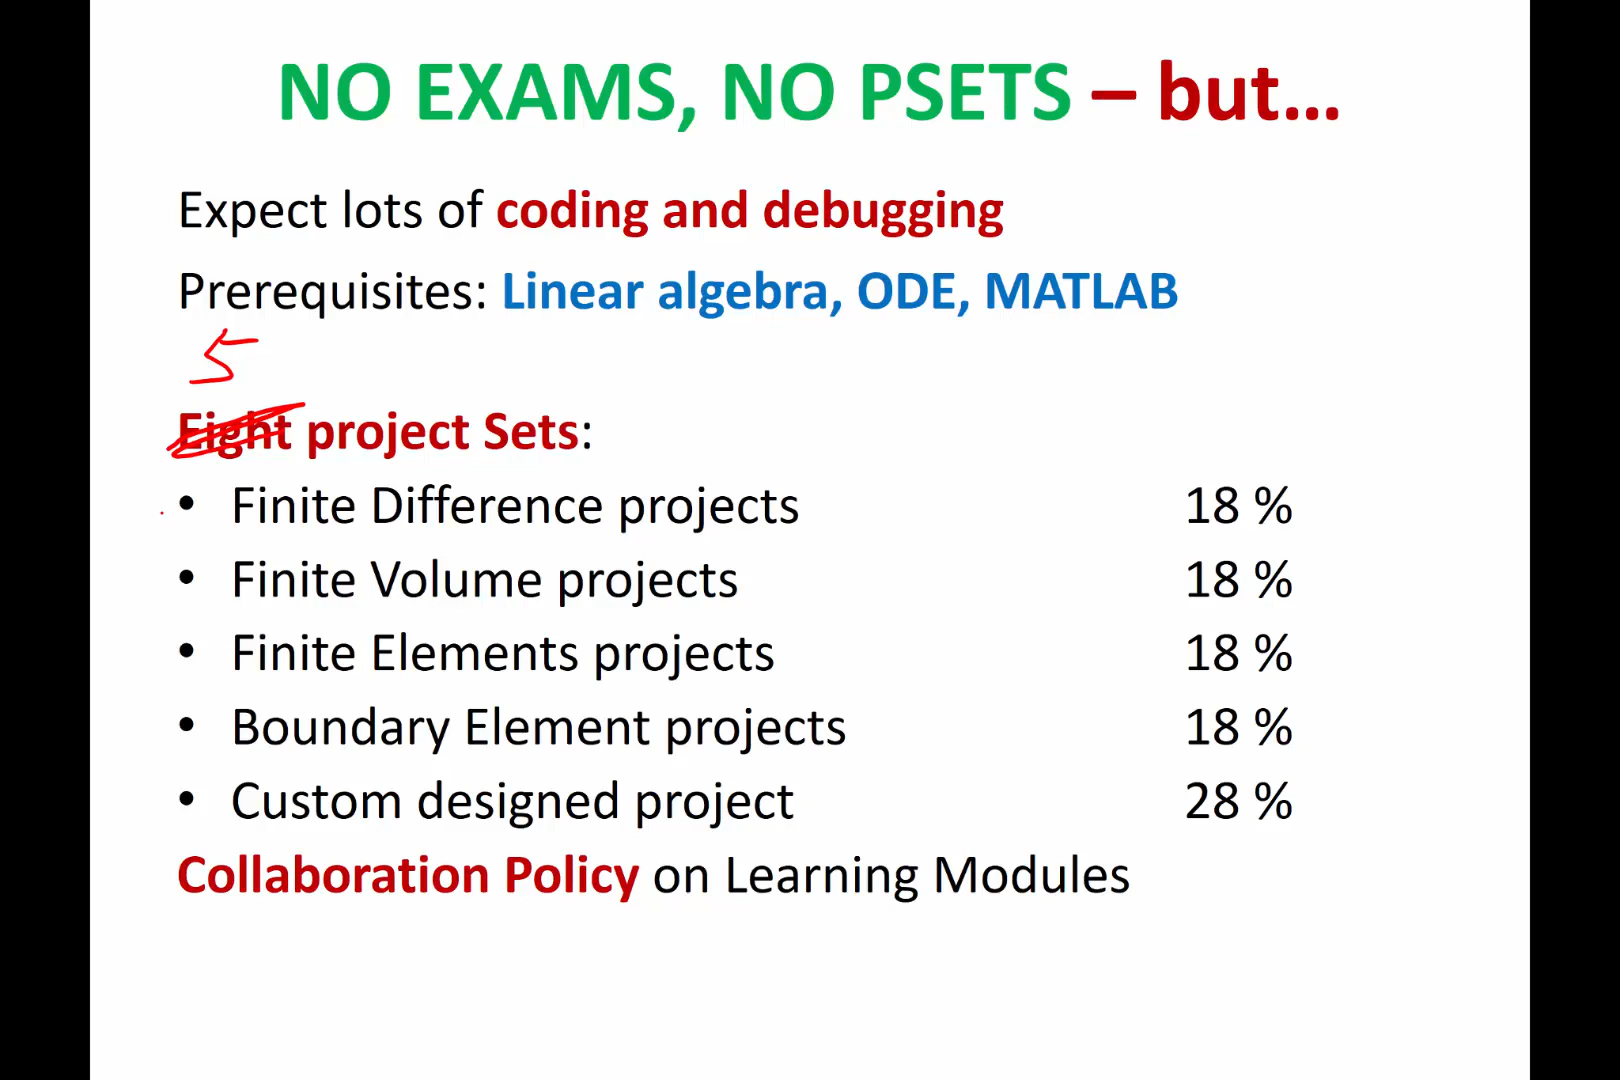 NO EXAMS, NO PSETS – but...
Expect lots of coding and debugging
Prerequisites: Linear algebra, ODE, MATLAB
5
Eight project Sets:
• Finite Difference projects 18 %
• Finite Volume projects 18 %
• Finite Elements projects 18 %
• Boundary Element projects 18 %
• Custom designed project 28 %
Collaboration Policy on Learning Modules